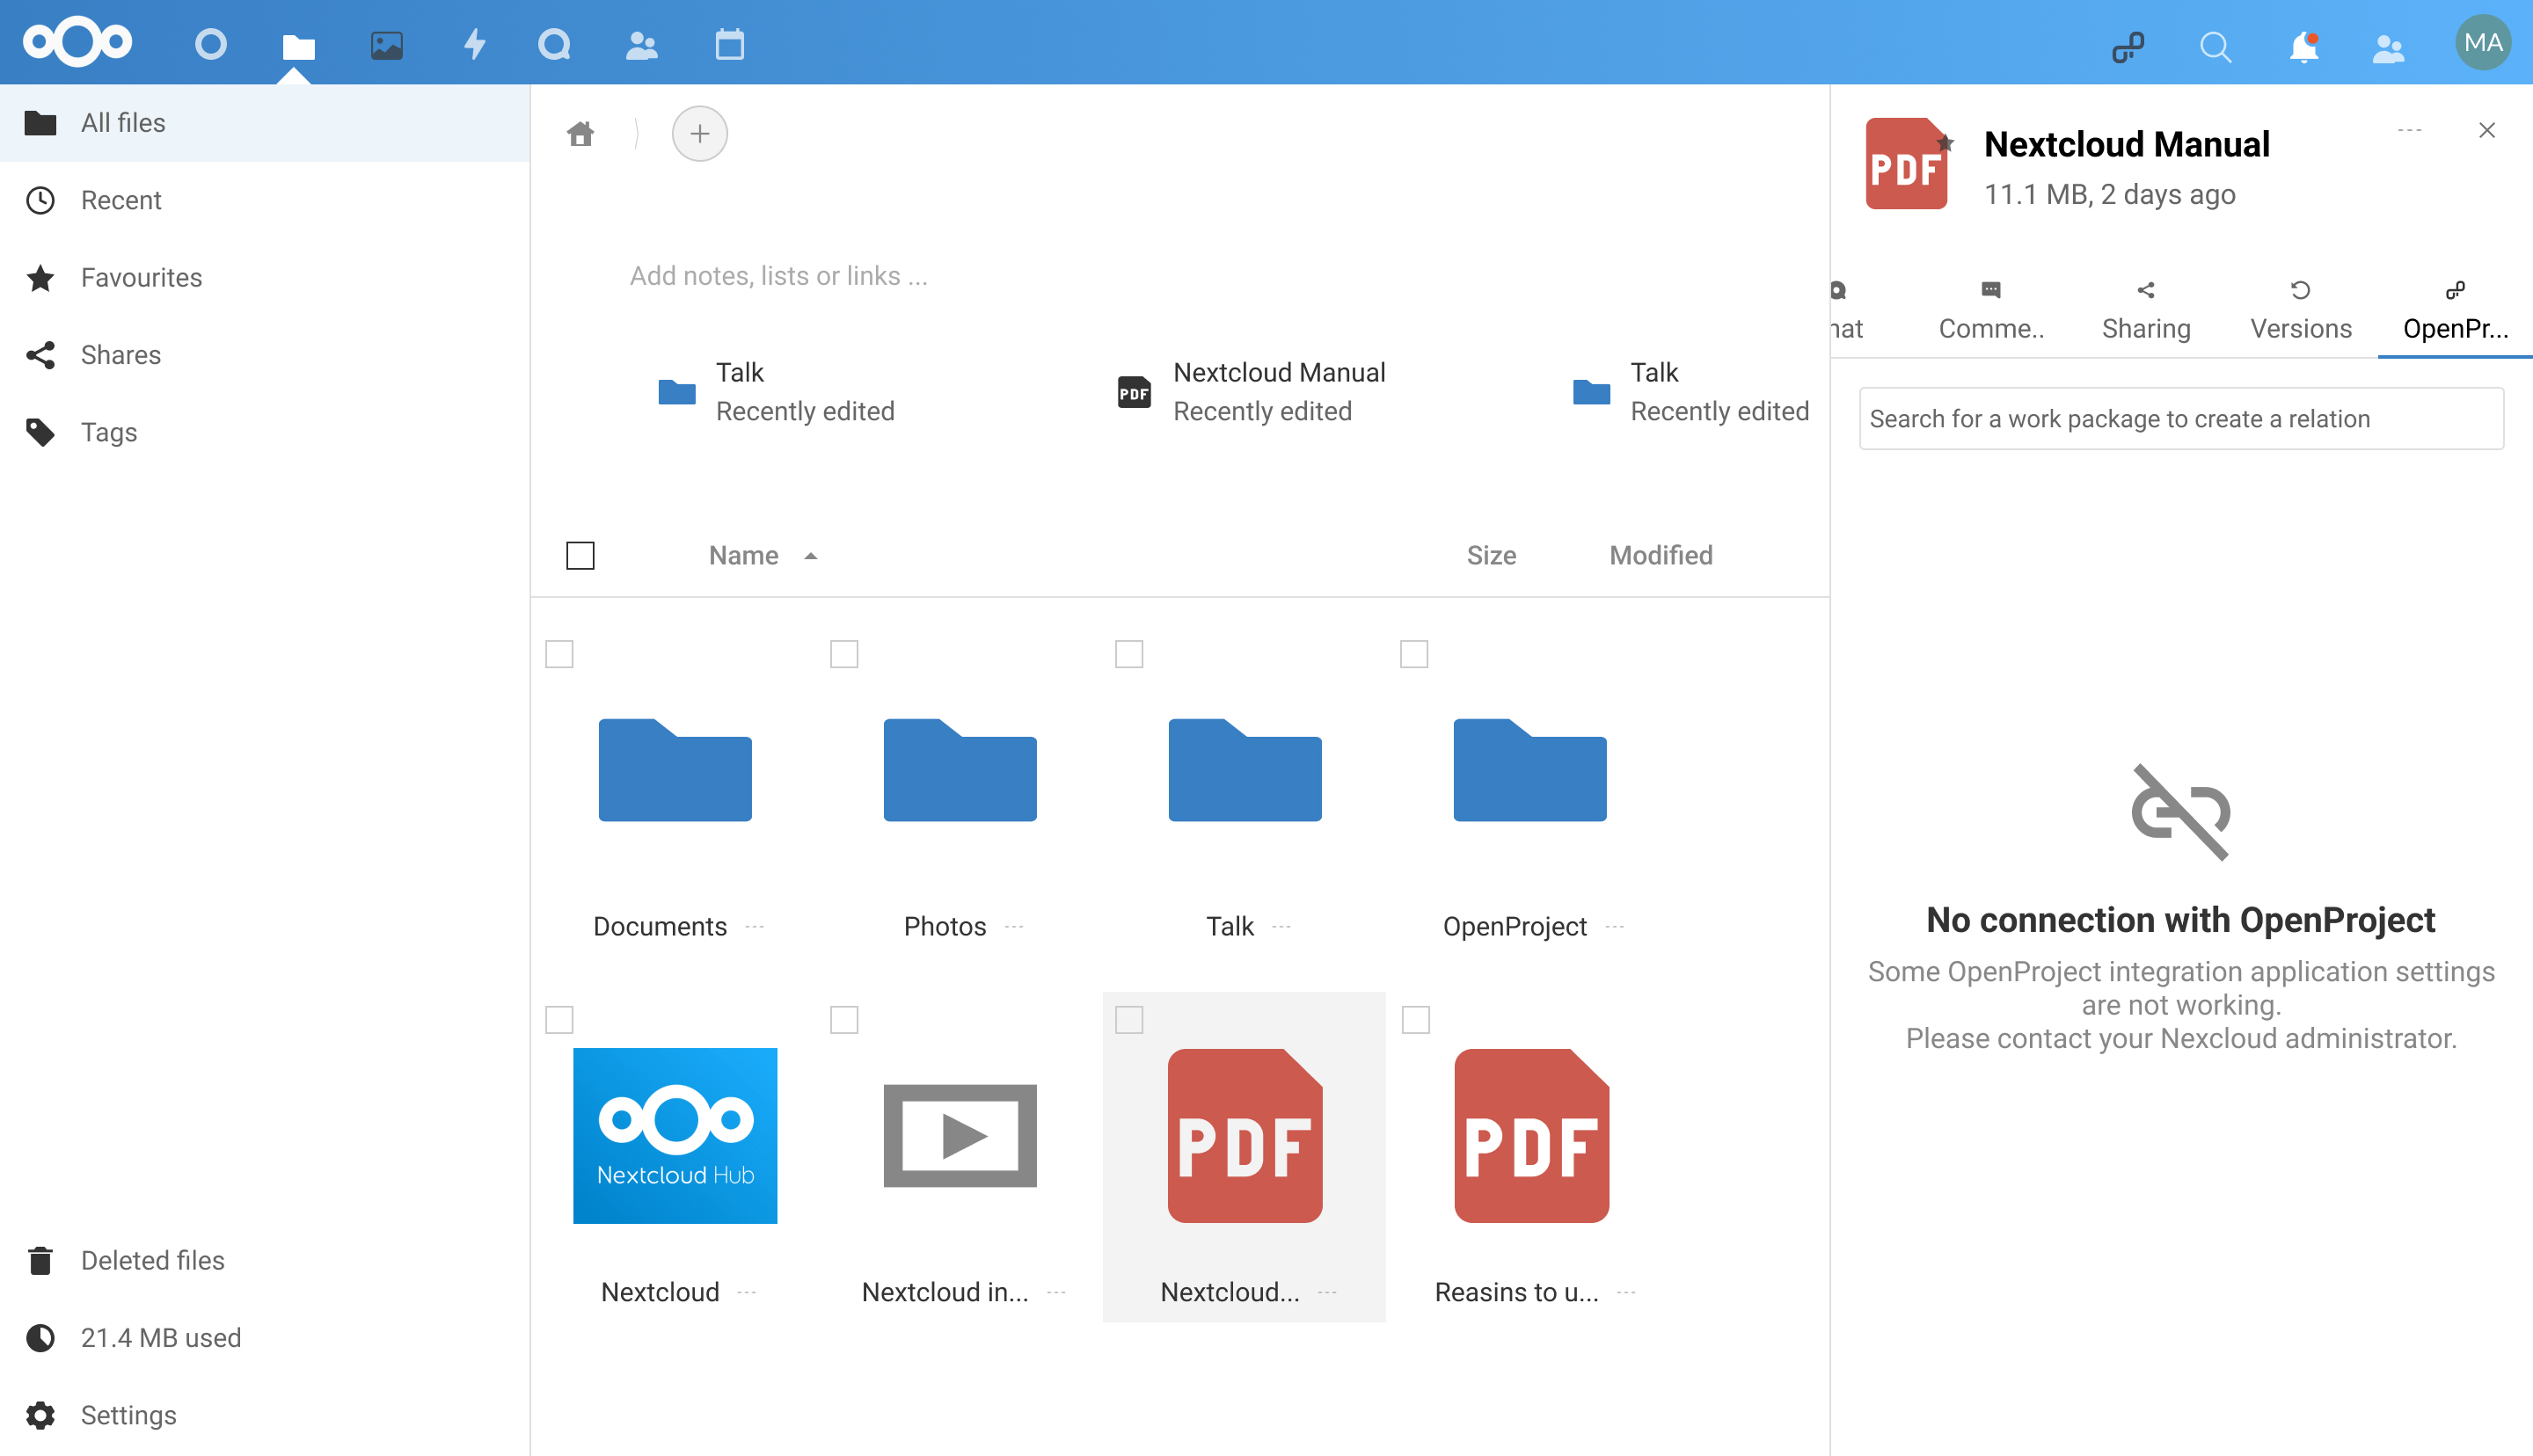 MA
All files
Recent
Favourites
Shares
Tags
Deleted files
21.4 MB used
Settings
Add notes, lists or links ...
Talk
Recently edited
Nextcloud Manual
Recently edited
Talk
Recently edited
Name
Size
Modified
Documents ...
Photos ...
Talk ...
OpenProject ...
Nextcloud Hub
PDF
PDF
Nextcloud ...
Nextcloud in... ...
Nextcloud... ...
Reasins to u... ...
PDF
Nextcloud Manual
11.1 MB, 2 days ago
hat
Comme..
Sharing
Versions
OpenPr...
Search for a work package to create a relation
No connection with OpenProject
Some OpenProject integration application settings
are not working.
Please contact your Nexcloud administrator.